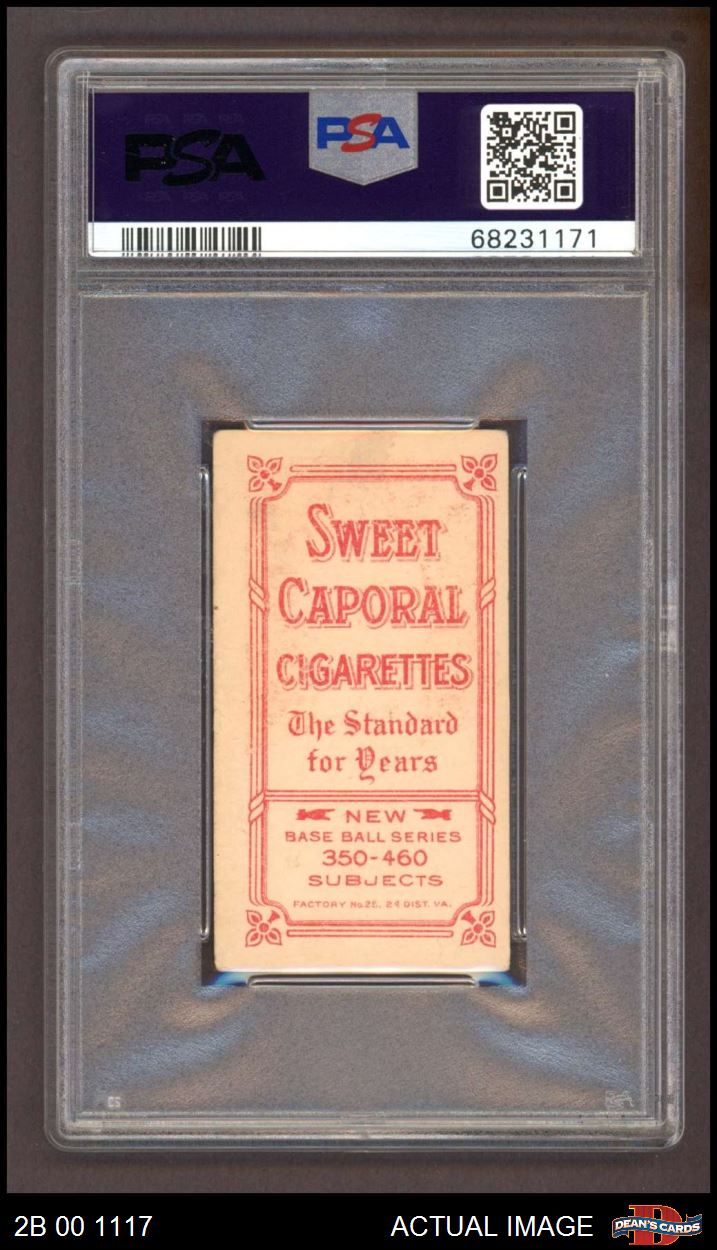 PSA
PSA
68231171
SWEET
CAPORAL
CIGARETTES
The Standard
for Years
NEW
BASE BALL SERIES
350-460
SUBJECTS
FACTORY No. 25, 2d DIST. VA.
2B 00 1117
ACTUAL IMAGE
DEAN'S CARDS